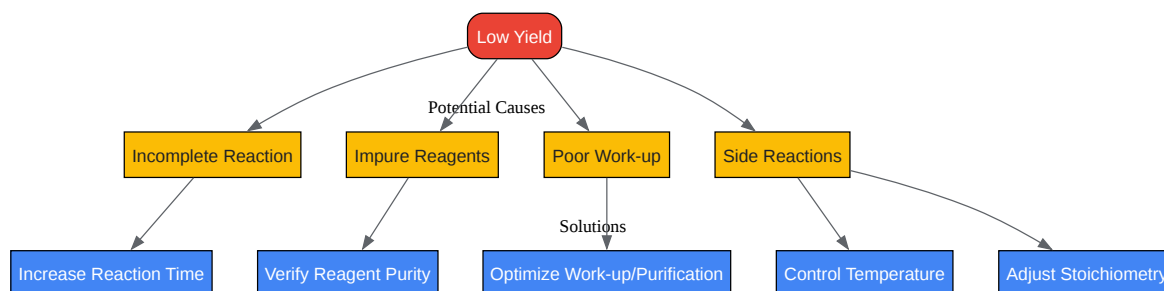 Low Yield
Potential Causes
Incomplete Reaction
Impure Reagents
Poor Work-up
Side Reactions
Solutions
Increase Reaction Time
Verify Reagent Purity
Optimize Work-up/Purification
Control Temperature
Adjust Stoichiometry